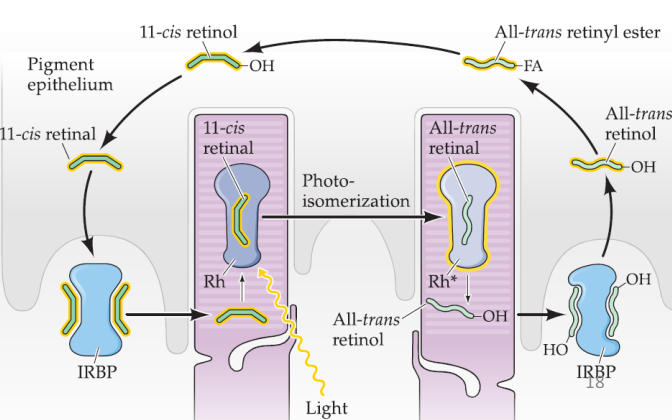 11-cis retinol
OH
All-trans retinyl ester
FA
Pigment
epithelium
All-trans
retinol
OH
11-cis retinal
11-cis
retinal
All-trans
retinal
Photo-
isomerization
Rh
Rh*
OH
All-trans
retinol
OH
HO
IRBP
IRBP
18
Light